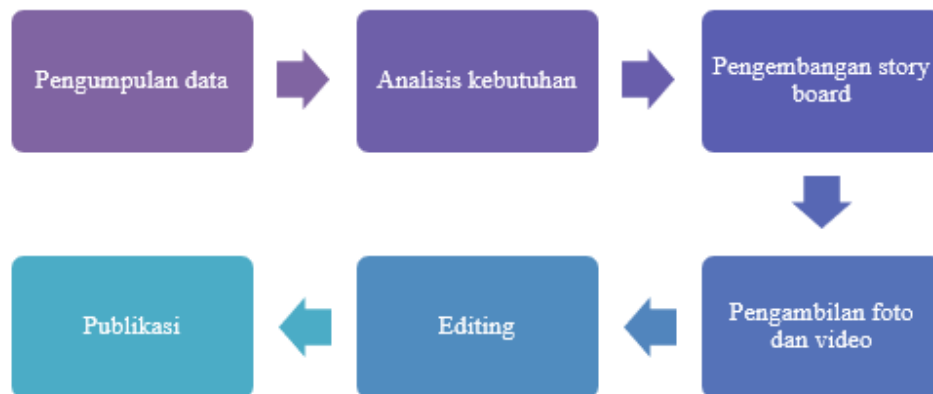 Pengumpulan data
Analisis kebutuhan
Pengembangan story
board
Pengambilan foto
dan video
Editing
Publikasi